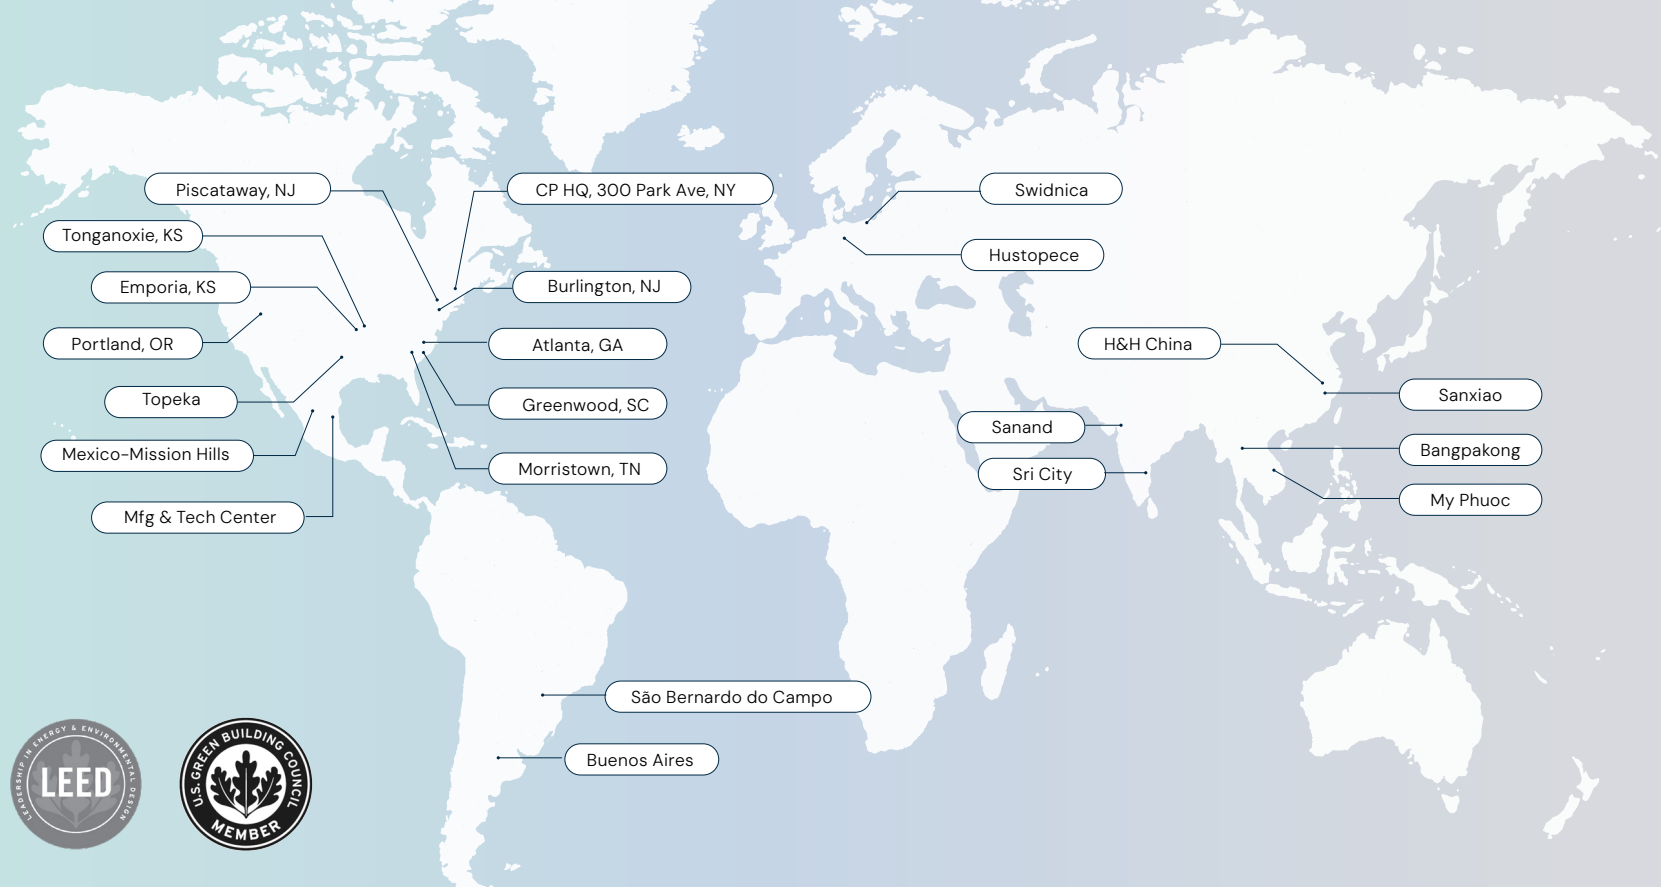 Piscataway, NJ
CP HQ, 300 Park Ave, NY
Swidnica
Tonganoxie, KS
Hustopece
Emporia, KS
Burlington, NJ
Portland, OR
Atlanta, GA
H&H China
Topeka
Greenwood, SC
Sanxiao
Sanand
Mexico-Mission Hills
Morristown, TN
Bangpakong
Sri City
My Phuoc
Mfg & Tech Center
São Bernardo do Campo
Buenos Aires
LEADERSHIP IN ENERGY & ENVIRONMENTAL DESIGN
LEED
U.S. GREEN BUILDING COUNCIL
MEMBER